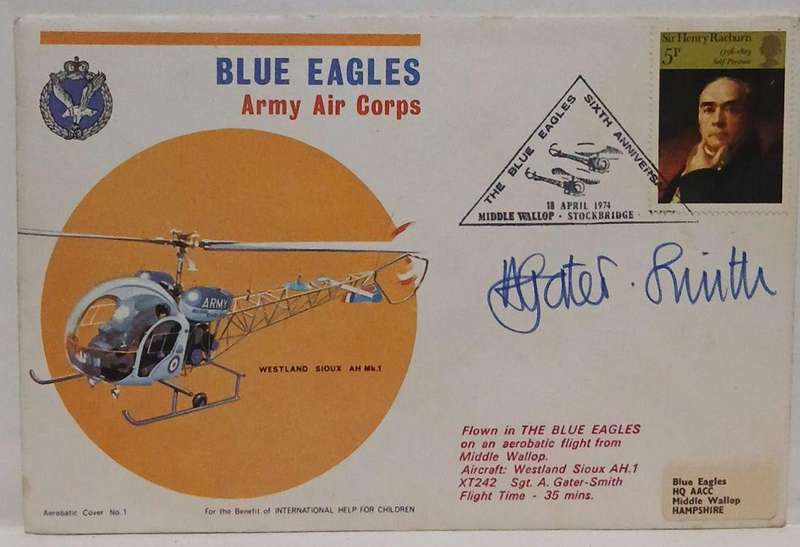 BLUE EAGLES
Army Air Corps
Sir Henry Raeburn
5P
1756-1823
Self Portrait
THE BLUE EAGLES SIXTH ANNIVERSA
18 APRIL 1974
MIDDLE WALLOP · STOCKBRIDGE ·
A Gater-Smith
ARMY
WESTLAND SIOUX AH Mk.1
Flown in THE BLUE EAGLES
on an aerobatic flight from
Middle Wallop.
Aircraft: Westland Sioux AH.1
XT242 Sgt. A. Gater-Smith
Flight Time - 35 mins.
Blue Eagles
HQ AACC
Middle Wallop
HAMPSHIRE
Aerobatic Cover No.1
For the Benefit of INTERNATIONAL HELP FOR CHILDREN